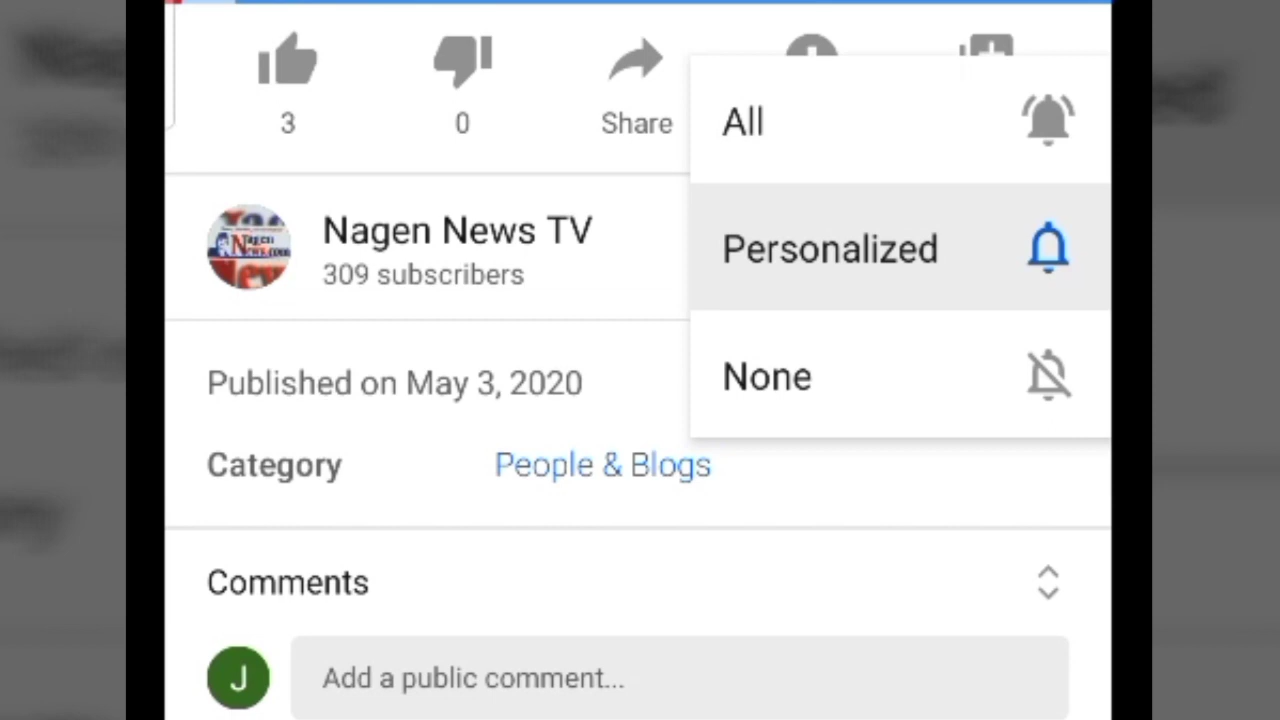 3
0
Share
All
Nagen News TV
309 subscribers
Personalized
None
Published on May 3, 2020
Category
People & Blogs
Comments
J
Add a public comment...